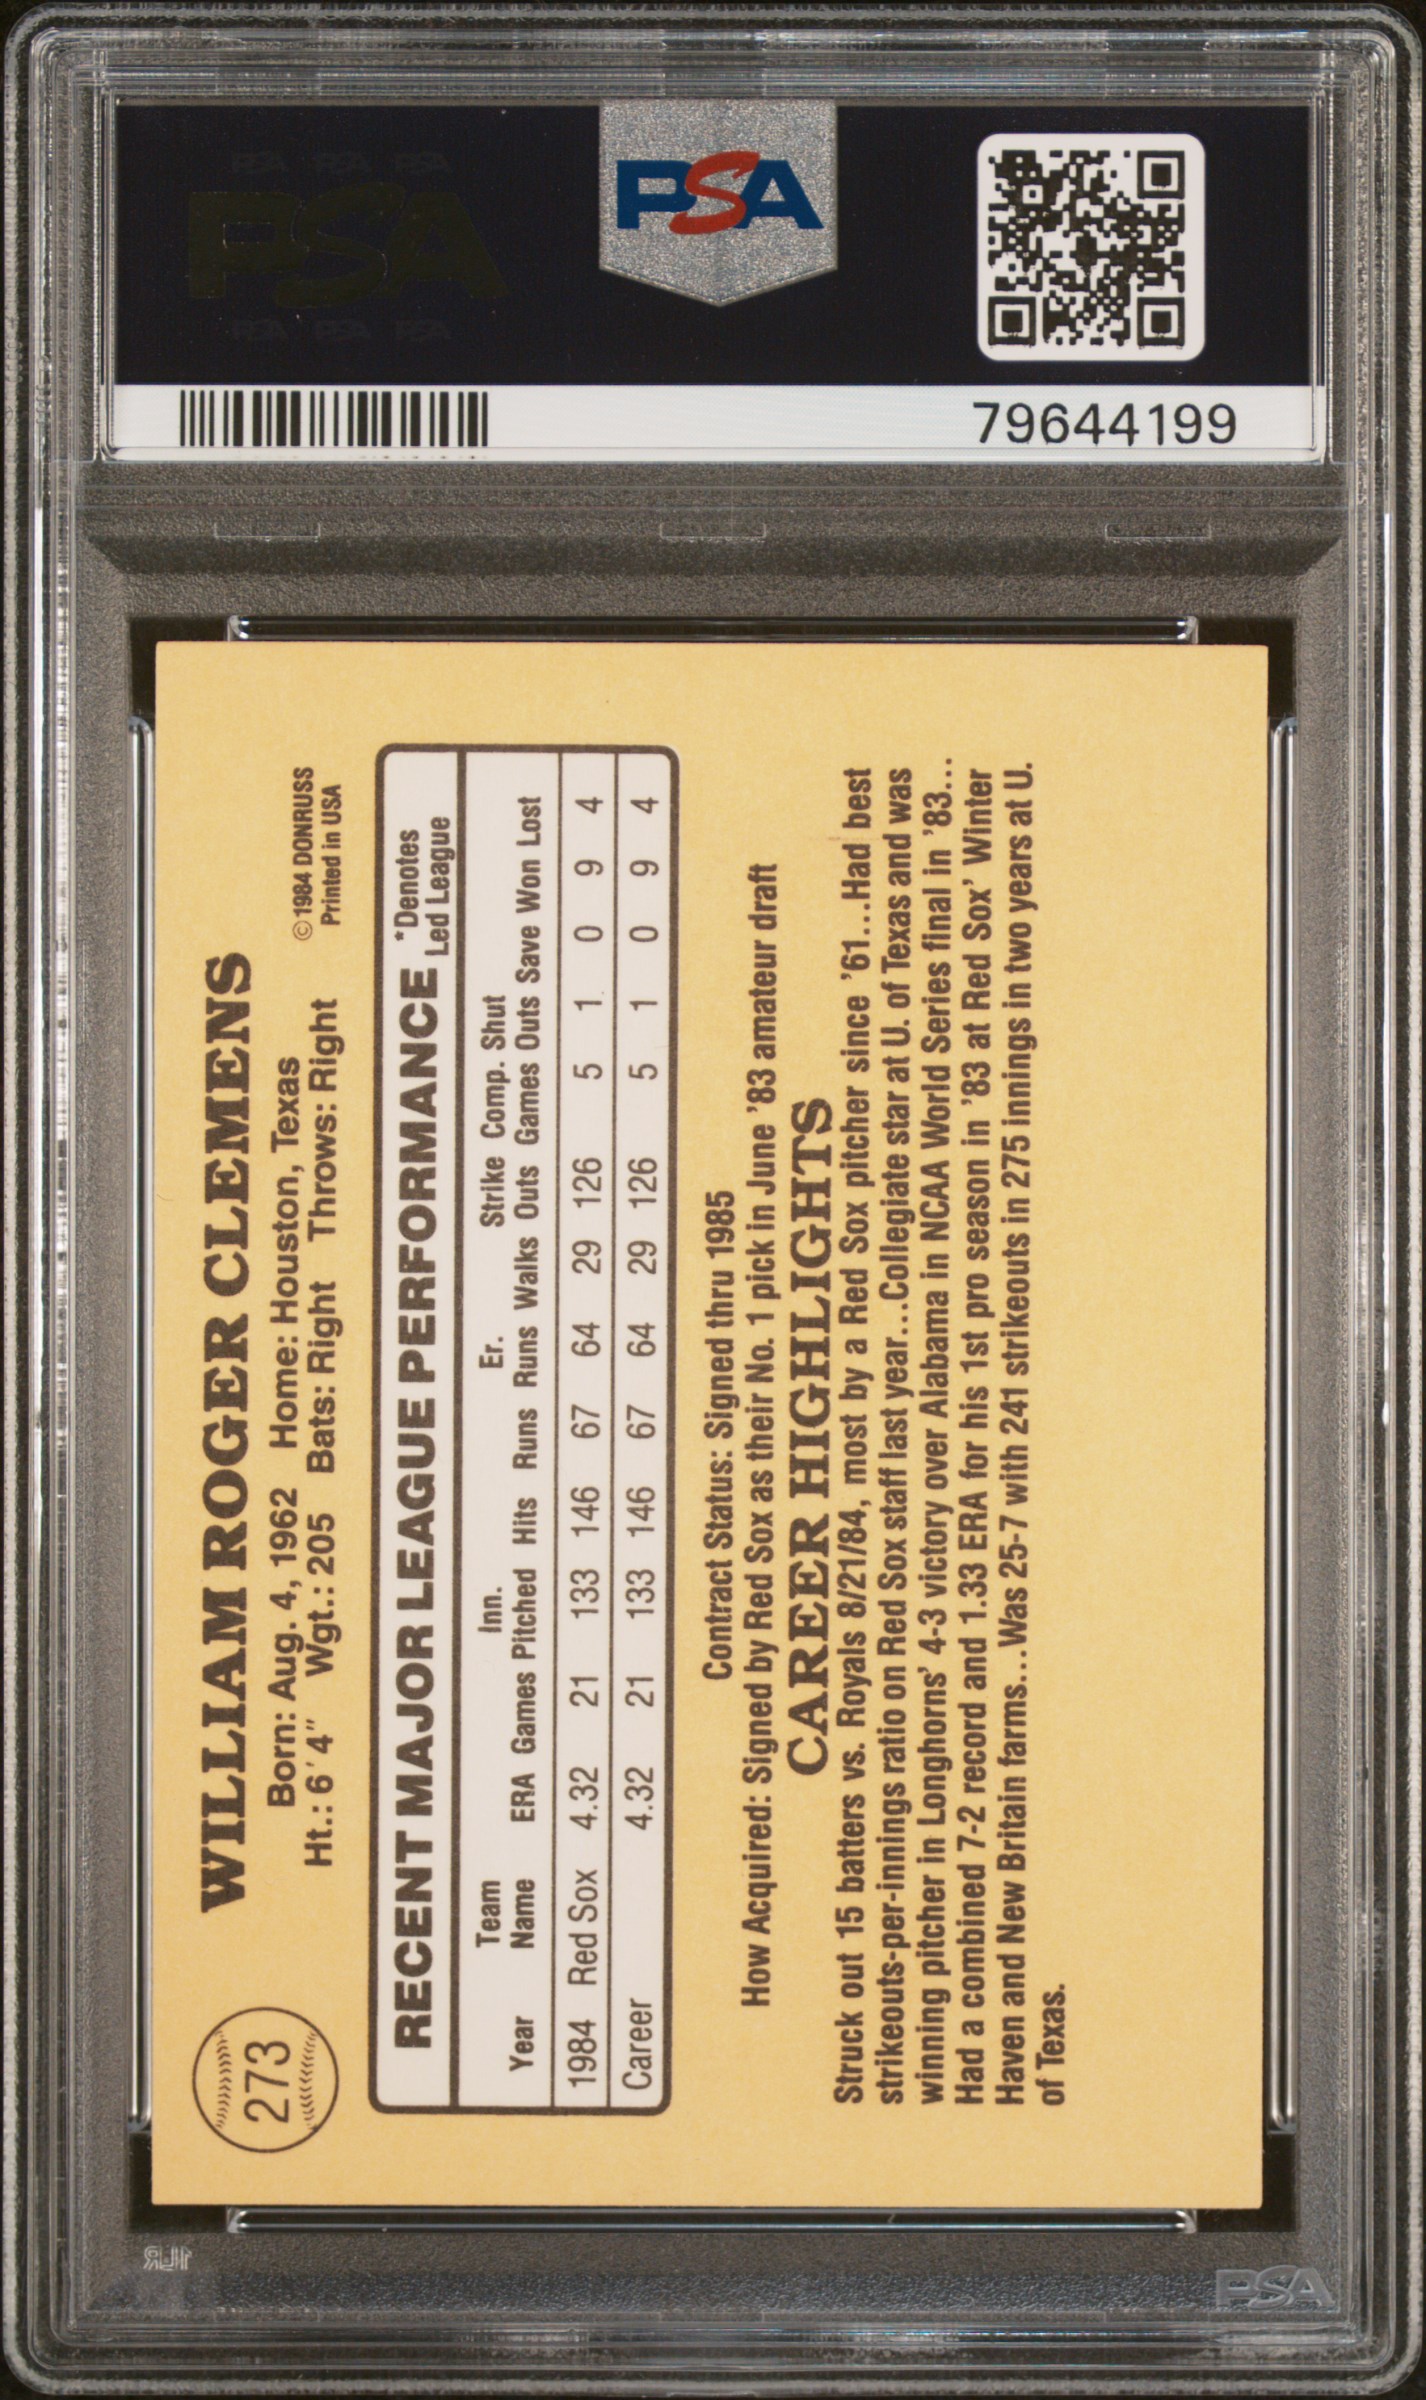 PSA PSA PSA
PSA
PSA PSA PSA
PSA
79644199
273
WILLIAM ROGER CLEMENS
Born: Aug. 4, 1962 Home: Houston, Texas
©1984 DONRUSS
Ht.: 6'4" Wgt.: 205 Bats: Right Throws: Right
Printed in USA
RECENT MAJOR LEAGUE PERFORMANCE
*Denotes
Led League
Team Inn. Er. Strike Comp. Shut
Year Name ERA Games Pitched Hits Runs Runs Walks Outs Games Outs Save Won Lost
1984 Red Sox 4.32 21 133 146 67 64 29 126 5 1 0 9 4
Career 4.32 21 133 146 67 64 29 126 5 1 0 9 4
Contract Status: Signed thru 1985
How Acquired: Signed by Red Sox as their No. 1 pick in June '83 amateur draft
CAREER HIGHLIGHTS
Struck out 15 batters vs. Royals 8/21/84, most by a Red Sox pitcher since '61...Had best
strikeouts-per-innings ratio on Red Sox staff last year...Collegiate star at U. of Texas and was
winning pitcher in Longhorns' 4-3 victory over Alabama in NCAA World Series final in '83...
Had a combined 7-2 record and 1.33 ERA for his 1st pro season in '83 at Red Sox' Winter
Haven and New Britain farms...Was 25-7 with 241 strikeouts in 275 innings in two years at U.
of Texas.
PSA